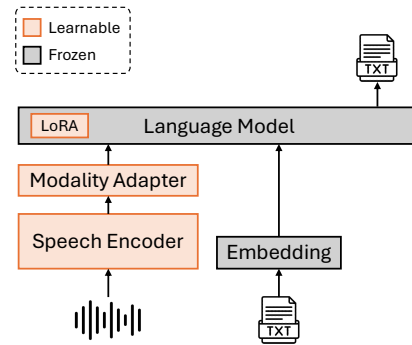 Learnable
Frozen
TXT
LoRA
Language Model
Modality Adapter
Speech Encoder
Embedding
TXT